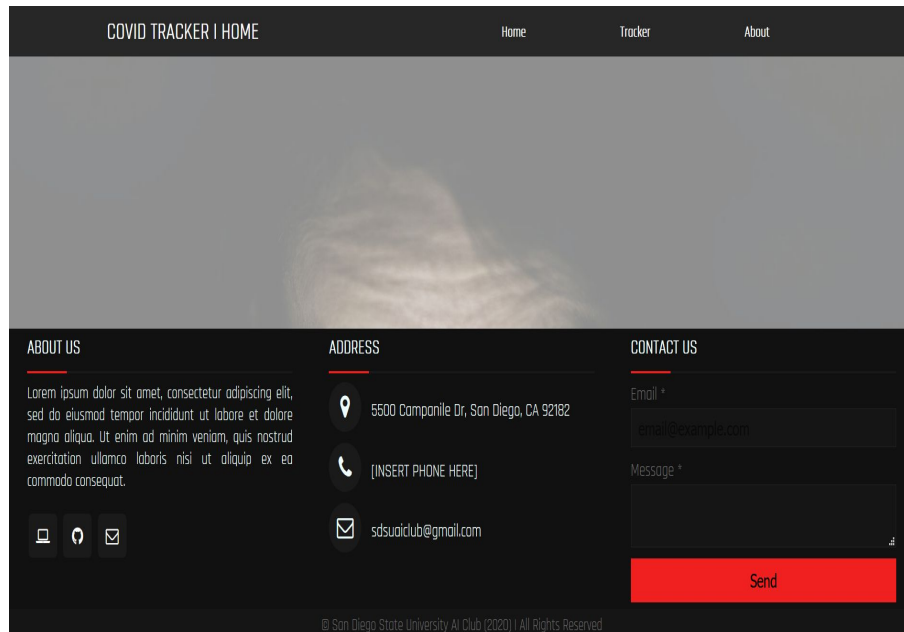 COVID TRACKER | HOME
Home
Tracker
About
ABOUT US
Lorem ipsum dolor sit amet, consectetur adipiscing elit,
sed do eiusmod tempor incididunt ut labore et dolore
magna aliqua. Ut enim ad minim veniam, quis nostrud
exercitation ullamco laboris nisi ut aliquip ex ea
commodo consequat.
ADDRESS
5500 Campanile Dr, San Diego, CA 92182
[INSERT PHONE HERE]
sdsuaiclub@gmail.com
CONTACT US
Email *
email@example.com
Message *
Send
© San Diego State University AI Club (2020) | All Rights Reserved